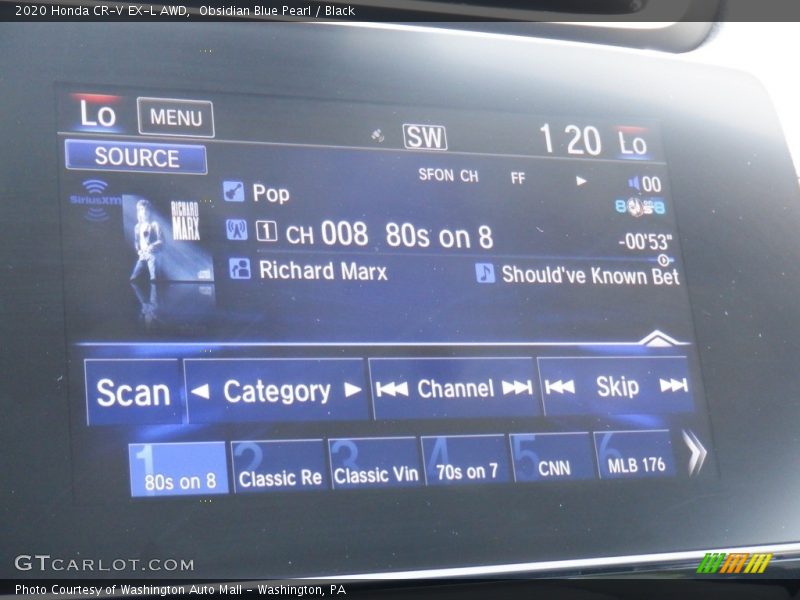 2020 Honda CR-V EX-L AWD, Obsidian Blue Pearl / Black
Lo MENU SW 1 20 Lo
SOURCE SFON CH FF 00
SiriusXM
RICHARD MARX
Pop
1 CH 008 80s on 8 -00'53"
Richard Marx Should've Known Bet
Scan Category Channel Skip
1 80s on 8
2 Classic Re
3 Classic Vin
4 70s on 7
5 CNN
6 MLB 176
GTCARLOT.COM
Photo Courtesy of Washington Auto Mall - Washington, PA